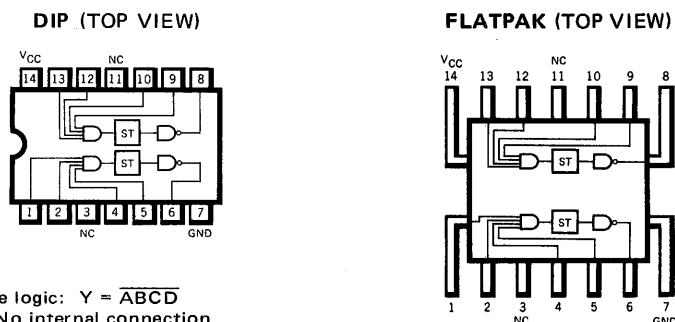 DIP (TOP VIEW)
VCC NC
14 13 12 11 10 9 8
ST
ST
1 2 3 4 5 6 7
NC GND
FLATPAK (TOP VIEW)
VCC NC
14 13 12 11 10 9 8
ST
ST
1 2 3 4 5 6 7
NC GND
e logic: Y = \overline{ABCD}
No internal connection